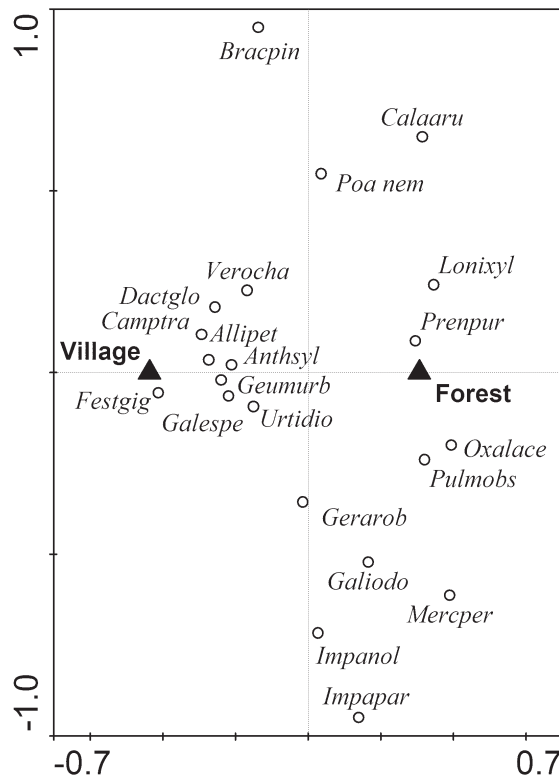 1.0
Bracpin
Calaaru
Poa nem
Lonixyl
Verocha
Dactglo
Camptra
Allipet
Prenpur
Village
Anthsyl
Forest
Festgig
Geumurb
Galespe
Urtidio
Oxalace
Pulmobs
Gerarob
Galiodo
Mercper
Impanol
Impapar
-1.0
-0.7
0.7